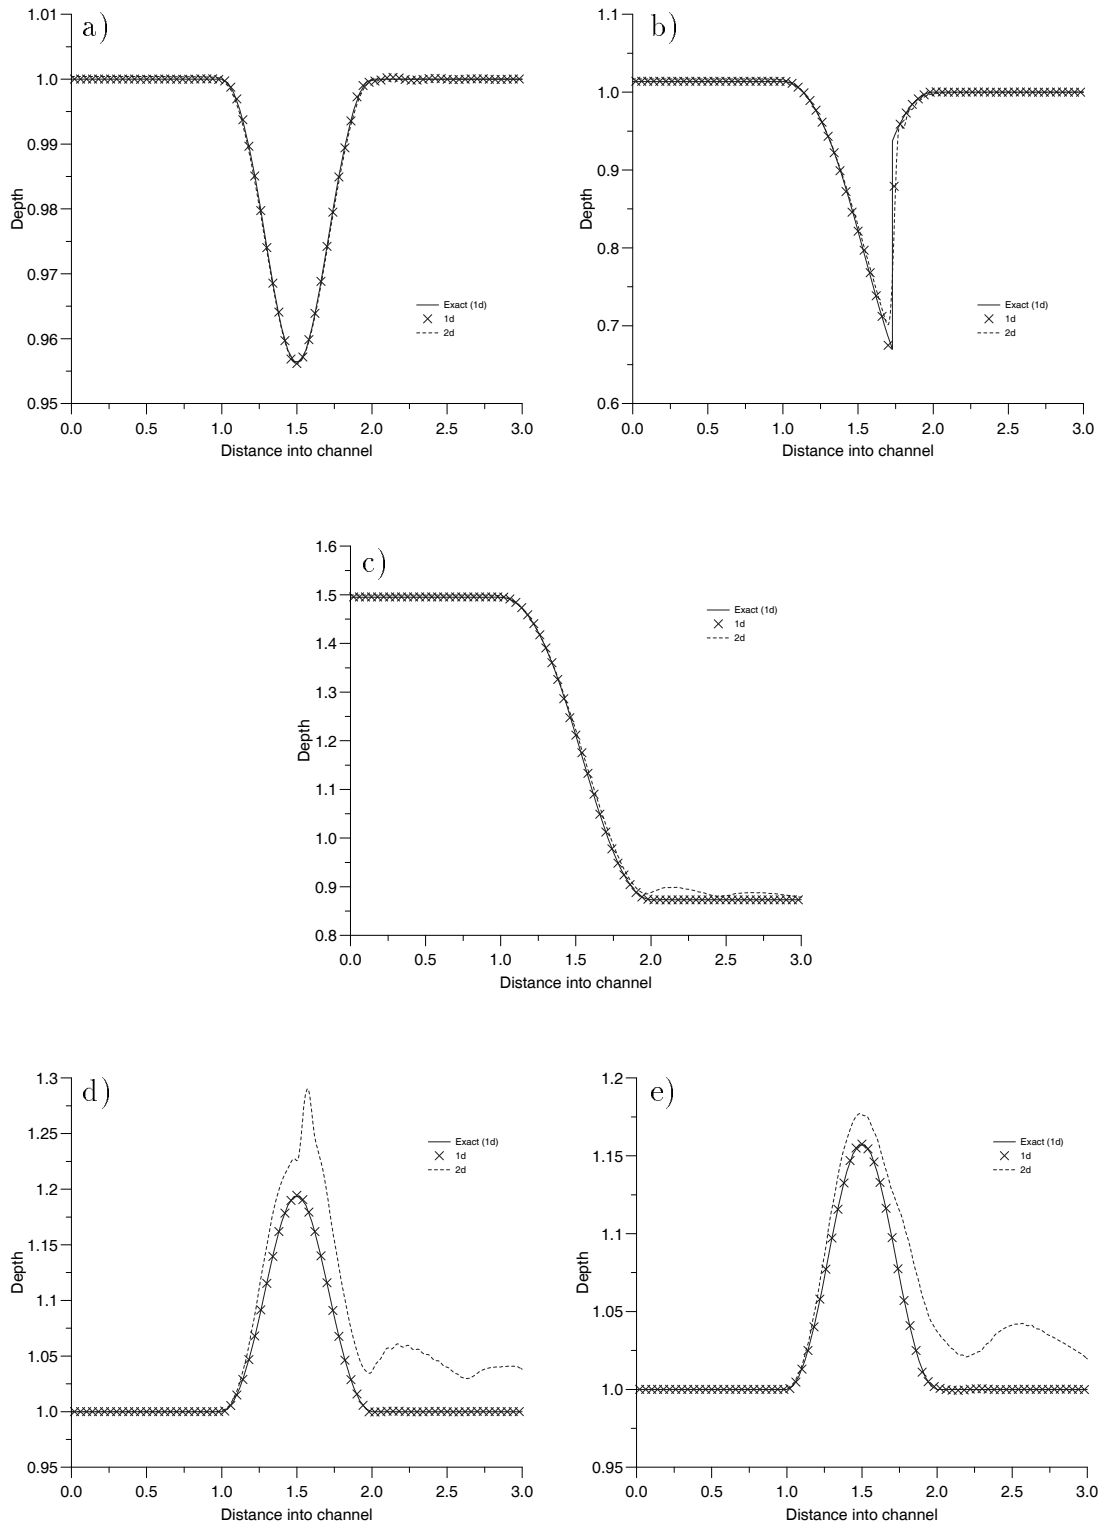 a)
1.01
1.0
0.99
0.98
0.97
0.96
0.95
Depth
Exact (1d)
1d
2d
0.0 0.5 1.0 1.5 2.0 2.5 3.0
Distance into channel
b)
1.1
1.0
0.9
0.8
0.7
0.6
Depth
Exact (1d)
1d
2d
0.0 0.5 1.0 1.5 2.0 2.5 3.0
Distance into channel
c)
1.6
1.5
1.4
1.3
1.2
1.1
1.0
0.9
0.8
Depth
Exact (1d)
1d
2d
0.0 0.5 1.0 1.5 2.0 2.5 3.0
Distance into channel
d)
1.3
1.25
1.2
1.15
1.1
1.05
1.0
0.95
Depth
Exact (1d)
1d
2d
0.0 0.5 1.0 1.5 2.0 2.5 3.0
Distance into channel
e)
1.2
1.15
1.1
1.05
1.0
0.95
Depth
Exact (1d)
1d
2d
0.0 0.5 1.0 1.5 2.0 2.5 3.0
Distance into channel